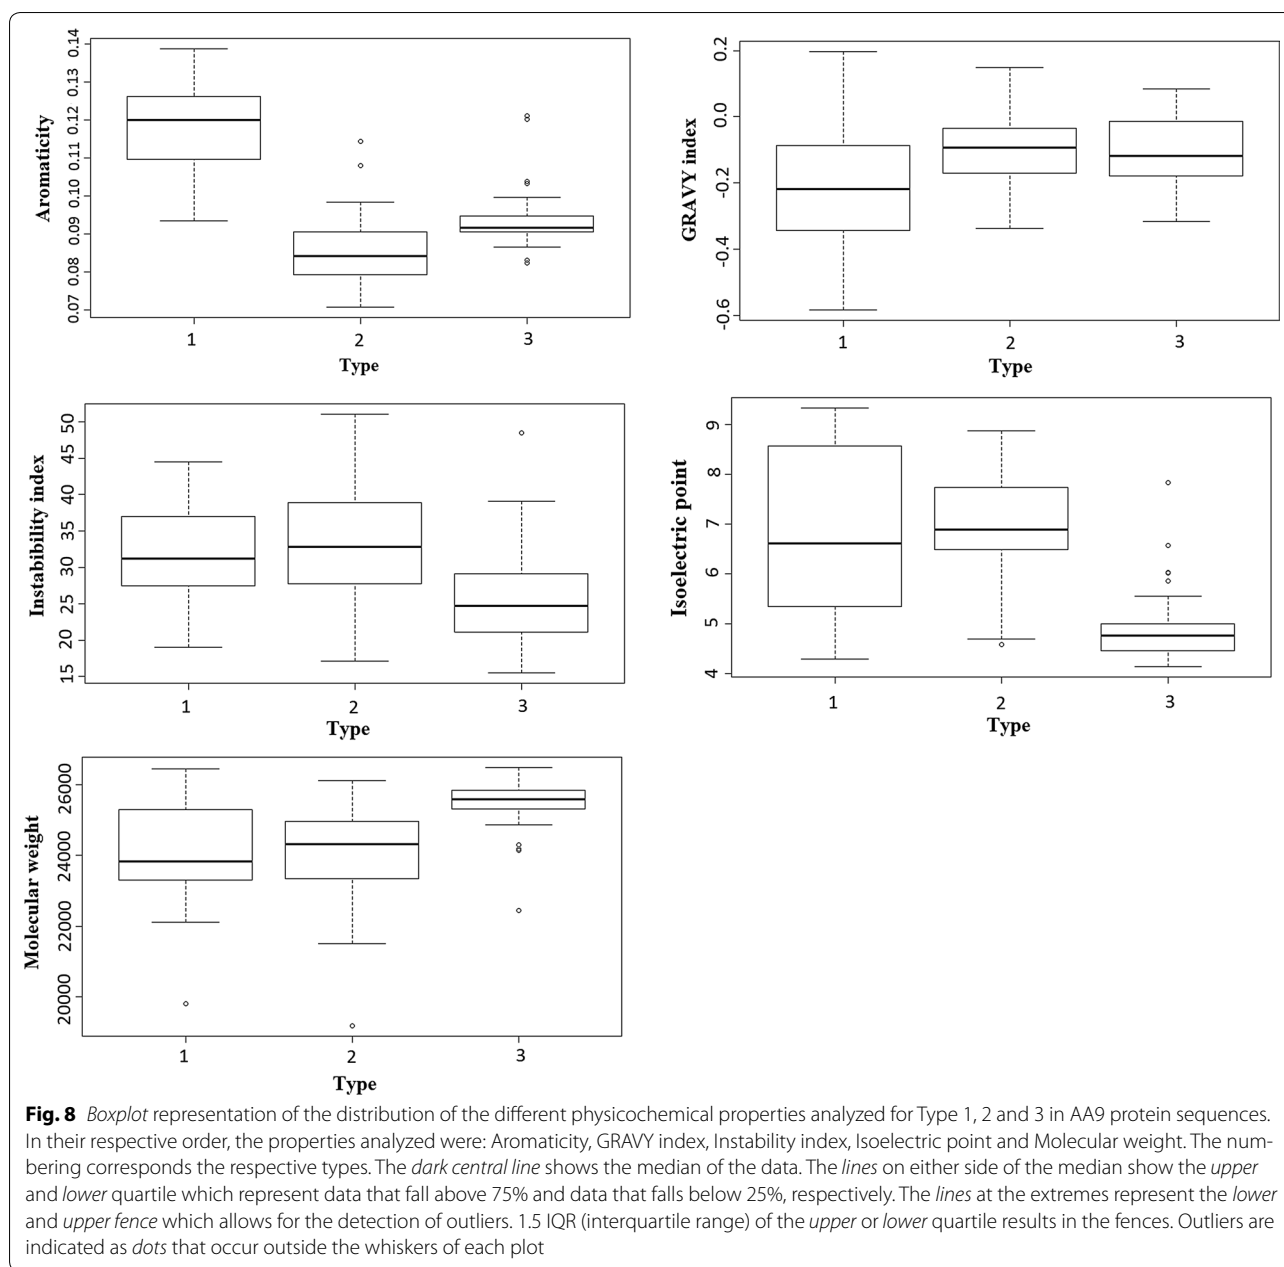 0.14
0.13
0.12
0.11
0.10
0.09
0.08
0.07
Aromaticity
1 2 3
Type
0.2
0.0
-0.2
-0.4
-0.6
GRAVY index
1 2 3
Type
50
45
40
35
30
25
20
15
Instabibility index
1 2 3
Type
9
8
7
6
5
4
Isoelectric point
1 2 3
Type
26000
24000
22000
20000
Molecular weight
1 2 3
Type
Fig. 8 Boxplot representation of the distribution of the different physicochemical properties analyzed for Type 1, 2 and 3 in AA9 protein sequences.
In their respective order, the properties analyzed were: Aromaticity, GRAVY index, Instability index, Isoelectric point and Molecular weight. The num-
bering corresponds the respective types. The dark central line shows the median of the data. The lines on either side of the median show the upper
and lower quartile which represent data that fall above 75% and data that falls below 25%, respectively. The lines at the extremes represent the lower
and upper fence which allows for the detection of outliers. 1.5 IQR (interquartile range) of the upper or lower quartile results in the fences. Outliers are
indicated as dots that occur outside the whiskers of each plot